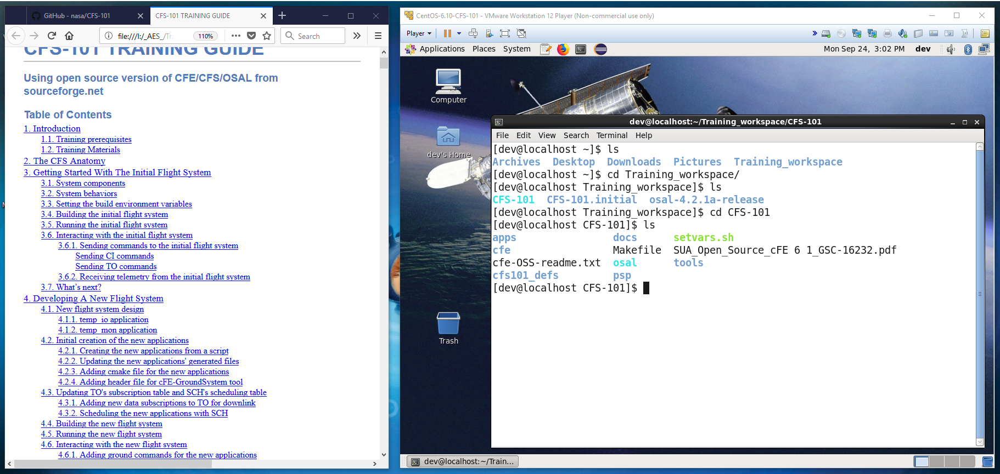 GitHub - nasa/CFS-101
CFS-101 TRAINING GUIDE
file:///I:/_AES_/Tr
110%
Search
CFS-101 TRAINING GUIDE
Using open source version of CFE/CFS/OSAL from
sourceforge.net
Table of Contents
1. Introduction
1.1. Training prerequisites
1.2. Training Materials
2. The CFS Anatomy
3. Getting Started With The Initial Flight System
3.1. System components
3.2. System behaviors
3.3. Setting the build environment variables
3.4. Building the initial flight system
3.5. Running the initial flight system
3.6. Interacting with the initial flight system
3.6.1. Sending commands to the initial flight system
Sending CI commands
Sending TO commands
3.6.2. Receiving telemetry from the initial flight system
3.7. What's next?
4. Developing A New Flight System
4.1. New flight system design
4.1.1. temp_io application
4.1.2. temp_mon application
4.2. Initial creation of the new applications
4.2.1. Creating the new applications from a script
4.2.2. Updating the new applications' generated files
4.2.3. Adding cmake file for the new applications
4.2.4. Adding header file for cFE-GroundSystem tool
4.3. Updating TO's subscription table and SCH's scheduling table
4.3.1. Adding new data subscriptions to TO for downlink
4.3.2. Scheduling the new applications with SCH
4.4. Building the new flight system
4.5. Running the new flight system
4.6. Interacting with the new flight system
4.6.1. Adding ground commands for the new applications
CentOS-6.10-CFS-101 - VMware Workstation 12 Player (Non-commercial use only)
Player
Applications Places System
Mon Sep 24, 3:02 PM dev
Computer
dev's Home
Trash
dev@localhost:~/Training_workspace/CFS-101
File Edit View Search Terminal Help
[dev@localhost ~]$ ls
Archives Desktop Downloads Pictures Training_workspace
[dev@localhost ~]$ cd Training_workspace/
[dev@localhost Training_workspace]$ ls
CFS-101 CFS-101.initial osal-4.2.1a-release
[dev@localhost Training_workspace]$ cd CFS-101
[dev@localhost CFS-101]$ ls
apps docs setvars.sh
cfe Makefile SUA_Open_Source_cFE 6 1_GSC-16232.pdf
cfe-OSS-readme.txt osal tools
cfs101_defs psp
[dev@localhost CFS-101]$
dev@localhost:~/Train...